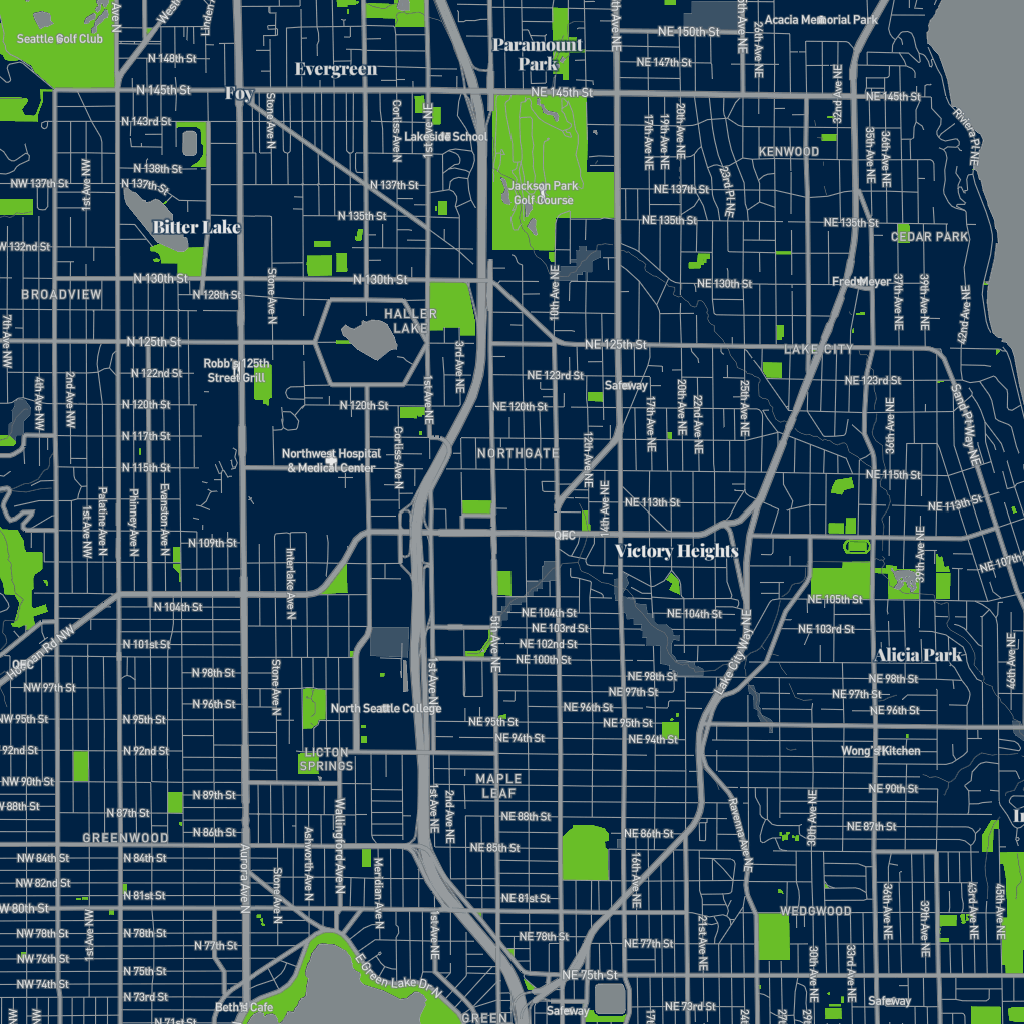 Acacia Memorial Park
Seattle Golf Club
NE 150th St
Paramount
Park
N 148th St
NE 147th St
Evergreen
Foy
N 145th St
NE 145th St
NE 145th St
N 143rd St
Lakeside School
KENWOOD
N 138th St
NW 137th St
N 137th St
N 137th St
NE 137th St
Jackson Park
Golf Course
Bitter Lake
N 135th St
NE 135th St
NE 135th St
CEDAR PARK
W 132nd St
N 130th St
N 130th St
NE 130th St
Fred Meyer
BROADVIEW
N 128th St
HALLER
LAKE
N 125th St
NE 125th St
LAKE CITY
Robb's 125th
Street Grill
N 122nd St
NE 123rd St
NE 123rd St
Safeway
N 120th St
N 120th St
NE 120th St
N 117th St
Northwest Hospital
& Medical Center
NORTHGATE
N 115th St
NE 115th St
NE 113th St
NE 113th St
N 109th St
QFC
Victory Heights
NE 107th
N 104th St
NE 104th St
NE 104th St
NE 105th St
NE 103rd St
NE 103rd St
N 101st St
NE 102nd St
NE 100th St
Alicia Park
QFC
Holman Rd NW
N 98th St
NE 98th St
NE 98th St
NW 97th St
NE 97th St
NE 97th St
N 96th St
North Seattle College
NE 96th St
NE 96th St
NW 95th St
N 95th St
NE 95th St
NE 95th St
NE 94th St
NE 94th St
92nd St
N 92nd St
LICTON
SPRINGS
Wong's Kitchen
NW 90th St
MAPLE
LEAF
NE 90th St
N 89th St
W 88th St
N 87th St
NE 88th St
NE 87th St
GREENWOOD
N 86th St
NE 86th St
NE 85th St
NW 84th St
N 84th St
NW 82nd St
N 81st St
NE 81st St
W 80th St
WEDGWOOD
NW 78th St
N 78th St
NE 78th St
N 77th St
NE 77th St
NW 76th St
N 75th St
NE 75th St
NW 74th St
N 73rd St
E Green Lake Dr N
Beth's Cafe
NE 73rd St
Safeway
Safeway
N 71st St
GREEN
Stone Ave N
Corliss Ave N
1st Ave NE
17th Ave NE
19th Ave NE
20th Ave NE
23rd Pl NE
26th Ave NE
32nd Ave NE
35th Ave NE
36th Ave NE
Riviera Pl NE
1st Ave NW
Stone Ave N
10th Ave NE
37th Ave NE
39th Ave NE
42nd Ave NE
7th Ave NW
4th Ave NW
2nd Ave NW
3rd Ave NE
1st Ave NE
Corliss Ave N
12th Ave NE
14th Ave NE
17th Ave NE
20th Ave NE
22nd Ave NE
25th Ave NE
36th Ave NE
Sand Pt Way NE
1st Ave NW
Palatine Ave N
Phinney Ave N
Evanston Ave N
Interlake Ave N
39th Ave NE
5th Ave NE
Lake City Way NE
46th Ave NE
Stone Ave N
1st Ave NE
1st Ave NE
2nd Ave NE
Wallingford Ave N
Ashworth Ave N
Meridian Ave N
Aurora Ave N
Stone Ave N
1st Ave NE
16th Ave NE
21st Ave NE
Ravenna Ave NE
30th Ave NE
30th Ave NE
33rd Ave NE
36th Ave NE
39th Ave NE
43rd Ave NE
45th Ave NE
1st Ave NW